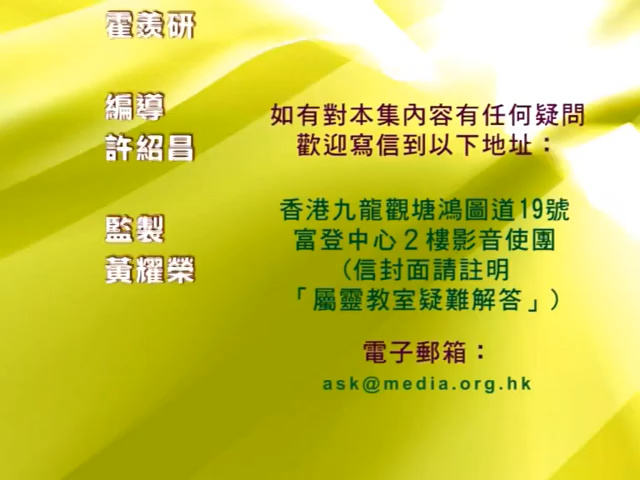 霍羨研
編導
許紹昌
監製
黃耀榮
如有對本集內容有任何疑問
歡迎寫信到以下地址：
香港九龍觀塘鴻圖道19號
富登中心２樓影音使團
(信封面請註明
「屬靈教室疑難解答」)
電子郵箱：
ask@media.org.hk